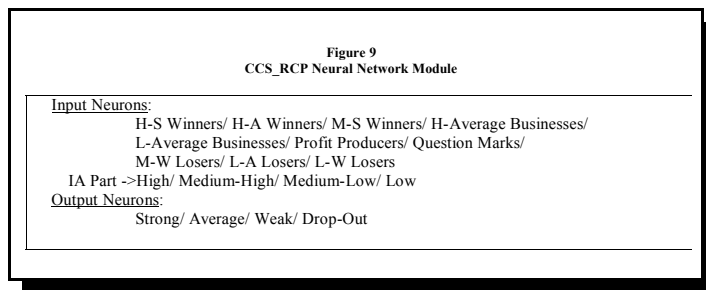 Figure 9
CCS_RCP Neural Network Module
Input Neurons:
H-S Winners/ H-A Winners/ M-S Winners/ H-Average Businesses/
L-Average Businesses/ Profit Producers/ Question Marks/
M-W Losers/ L-A Losers/ L-W Losers
IA Part ->High/ Medium-High/ Medium-Low/ Low
Output Neurons:
Strong/ Average/ Weak/ Drop-Out